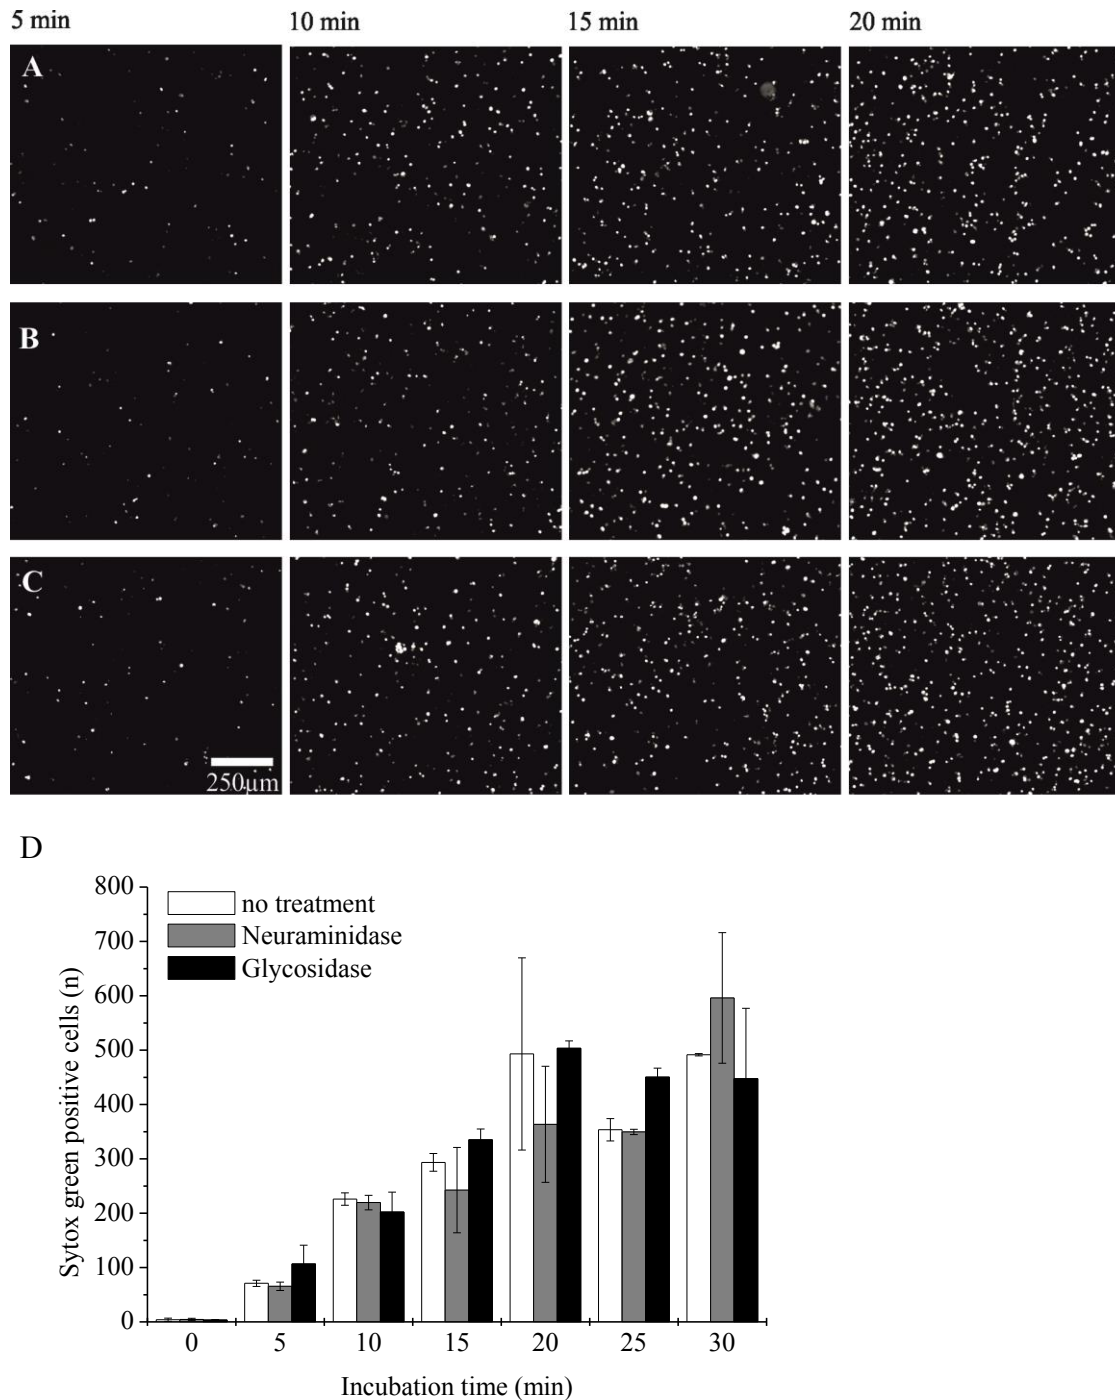 5 min 10 min 15 min 20 min
A
B
C
250µm
D
800
no treatment
700
Neuraminidase
600
Glycosidase
500
400
300
200
100
0
Sytox green positive cells (n)
0 5 10 15 20 25 30
Incubation time (min)